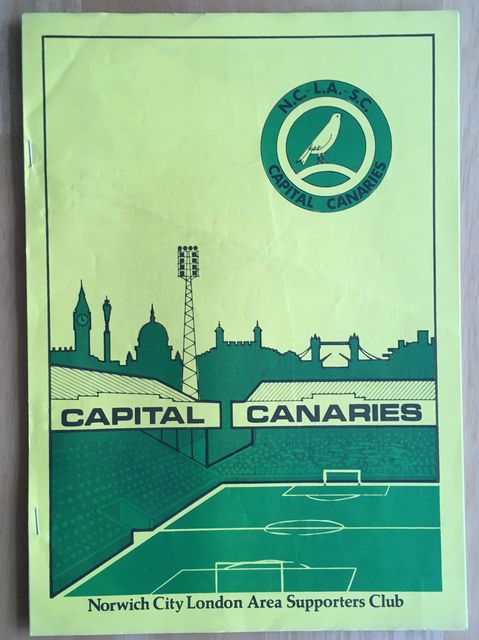 N.C.-L.A.-S.C.
CAPITAL CANARIES
CAPITAL CANARIES
Norwich City London Area Supporters Club